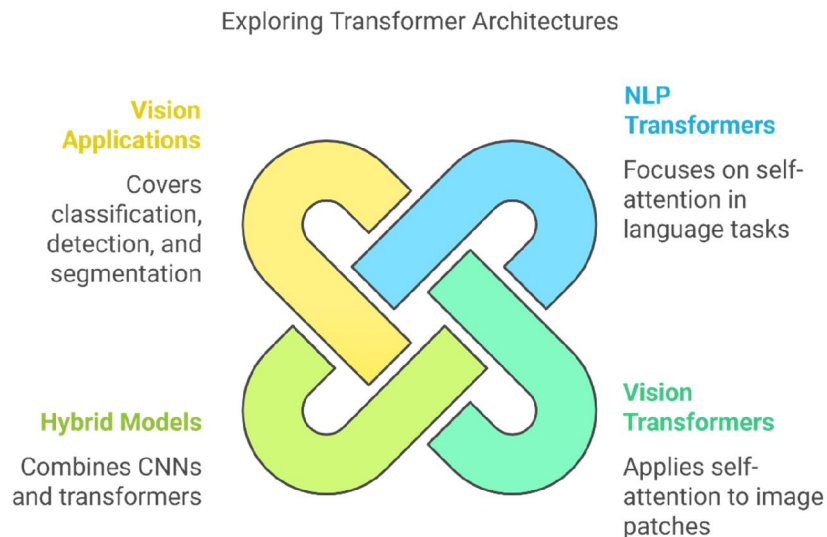 Exploring Transformer Architectures
Vision
Applications
Covers
classification,
detection, and
segmentation
NLP
Transformers
Focuses on self-
attention in
language tasks
Hybrid Models
Combines CNNs
and transformers
Vision
Transformers
Applies self-
attention to image
patches